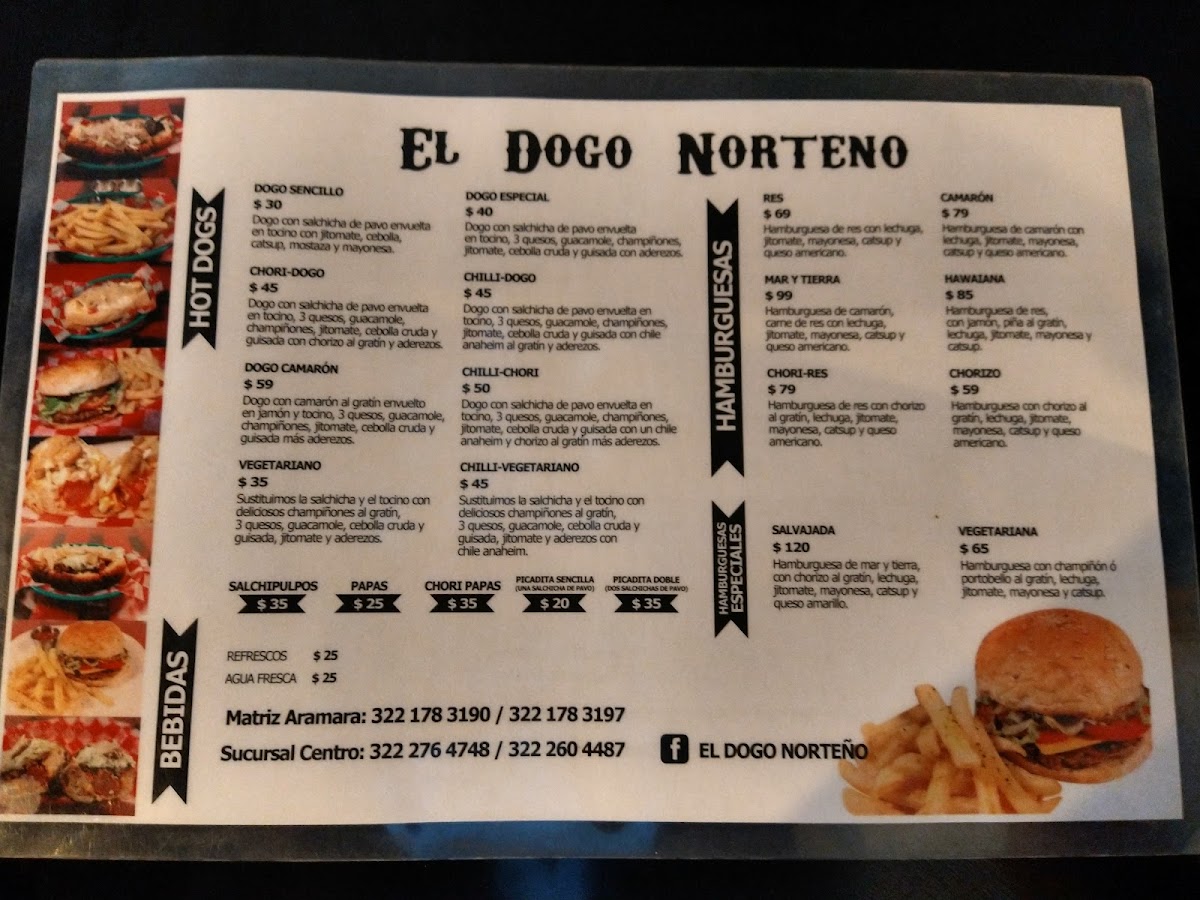 EL DOGO NORTENO
HOT DOGS
DOGO SENCILLO
$ 30
Dogo con salchicha de pavo envuelta
en tocino con jitomate, cebolla,
catsup, mostaza y mayonesa.
CHORI-DOGO
$ 45
Dogo con salchicha de pavo envuelta
en tocino, 3 quesos, guacamole,
champiñones, jitomate, cebolla cruda y
guisada con chorizo al gratín y aderezos.
DOGO CAMARÓN
$ 59
Dogo con camarón al gratín envuelto
en jamón y tocino, 3 quesos, guacamole,
champiñones, jitomate, cebolla cruda y
guisada más aderezos.
VEGETARIANO
$ 35
Sustituimos la salchicha y el tocino con
deliciosos champiñones al gratín,
3 quesos, guacamole, cebolla cruda y
guisada, jitomate y aderezos.
DOGO ESPECIAL
$ 40
Dogo con salchicha de pavo envuelta
en tocino, 3 quesos, guacamole, champiñones,
jitomate, cebolla cruda y guisada con aderezos.
CHILLI-DOGO
$ 45
Dogo con salchicha de pavo envuelta en
tocino, 3 quesos, guacamole, champiñones,
jitomate, cebolla cruda y guisada con chile
anaheim al gratín y aderezos.
CHILLI-CHORI
$ 50
Dogo con salchicha de pavo envuelta en
tocino, 3 quesos, guacamole, champiñones,
jitomate, cebolla cruda y guisada con un chile
anaheim y chorizo al gratín más aderezos.
CHILLI-VEGETARIANO
$ 45
Sustituimos la salchicha y el tocino con
deliciosos champiñones al gratín,
3 quesos, guacamole, cebolla cruda y
guisada, jitomate y aderezos con
chile anaheim.
SALCHIPULPOS
$ 35
PAPAS
$ 25
CHORI PAPAS
$ 35
PICADITA SENCILLA
(UNA SALCHICHA DE PAVO)
$ 20
PICADITA DOBLE
(DOS SALCHICHAS DE PAVO)
$ 35
HAMBURGUESAS
RES
$ 69
Hamburguesa de res con lechuga,
jitomate, mayonesa, catsup y
queso americano.
MAR Y TIERRA
$ 99
Hamburguesa de camarón,
carne de res con lechuga,
jitomate, mayonesa, catsup y
queso americano.
CHORI-RES
$ 79
Hamburguesa de res con chorizo
al gratín, lechuga, jitomate,
mayonesa, catsup y queso
americano.
CAMARÓN
$ 79
Hamburguesa de camarón con
lechuga, jitomate, mayonesa,
catsup y queso americano.
HAWAIANA
$ 85
Hamburguesa de res,
con jamón, piña al gratín,
lechuga, jitomate, mayonesa y
catsup.
CHORIZO
$ 59
Hamburguesa con chorizo al
gratín, lechuga, jitomate,
mayonesa, catsup y queso
americano.
HAMBURGUESAS
ESPECIALES
SALVAJADA
$ 120
Hamburguesa de mar y tierra,
con chorizo al gratín, lechuga,
jitomate, mayonesa, catsup y
queso amarillo.
VEGETARIANA
$ 65
Hamburguesa con champiñón ó
portobello al gratín, lechuga,
jitomate, mayonesa y catsup.
BEBIDAS
REFRESCOS $ 25
AGUA FRESCA $ 25
Matriz Aramara: 322 178 3190 / 322 178 3197
Sucursal Centro: 322 276 4748 / 322 260 4487
f EL DOGO NORTEÑO